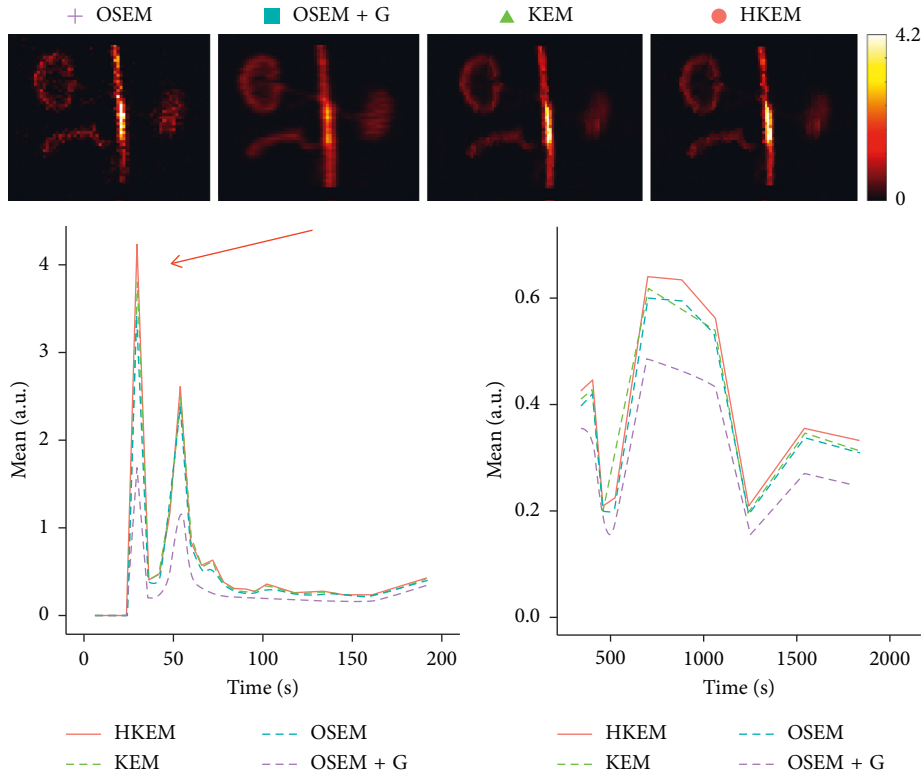 OSEM OSEM + G KEM HKEM
4.2
0
Mean (a.u.)
4
3
2
1
0
0 50 100 150 200
Time (s)
HKEM OSEM
KEM OSEM + G
Mean (a.u.)
0.6
0.4
0.2
0.0
500 1000 1500 2000
Time (s)
HKEM OSEM
KEM OSEM + G